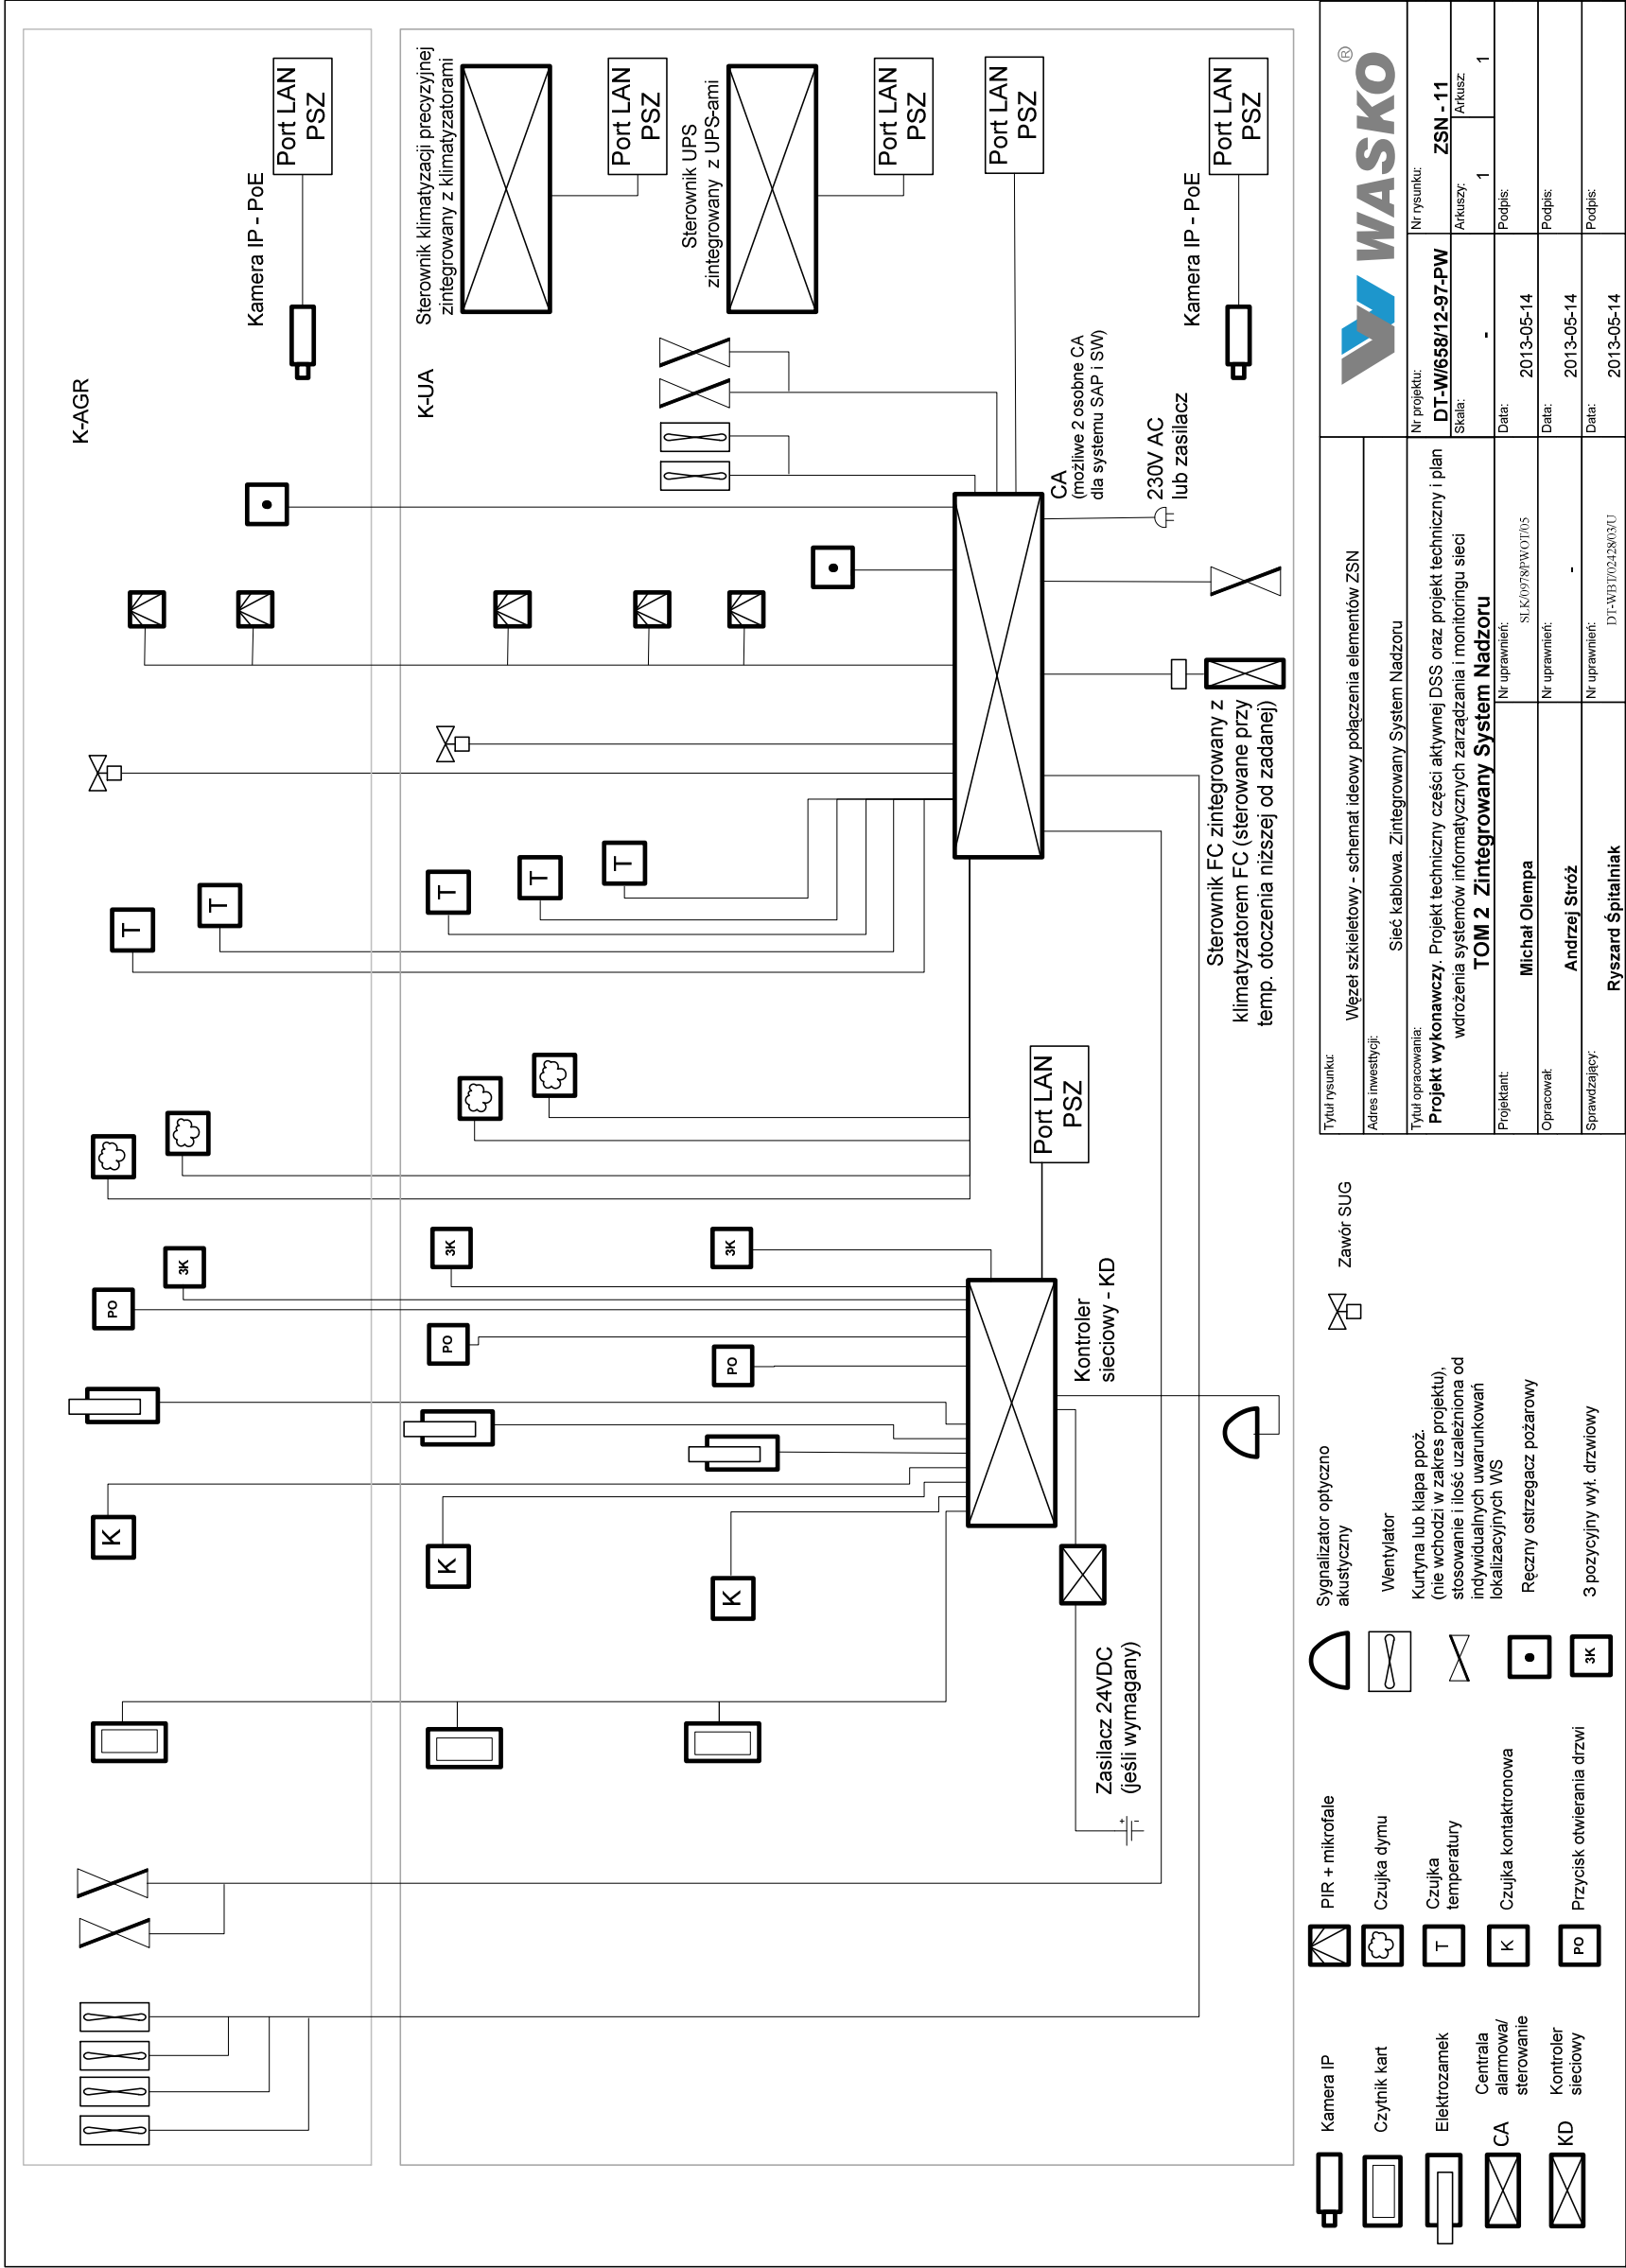 K-AGR
Kamera IP - PoE
Port LAN
PSZ
T
T
PO
3K
K
K-UA
Sterownik klimatyzacji precyzyjnej
zintegrowany z klimatyzatorami
Port LAN
PSZ
Sterownik UPS
zintegrowany z UPS-ami
Port LAN
PSZ
Port LAN
PSZ
Kamera IP - PoE
Port LAN
PSZ
T
T
T
3K
3K
PO
PO
K
K
CA
(możliwe 2 osobne CA
dla systemu SAP i SW)
230V AC
lub zasilacz
Sterownik FC zintegrowany z
klimatyzatorem FC (sterowane przy
temp. otoczenia niższej od zadanej)
Port LAN
PSZ
Kontroler
sieciowy - KD
Zasilacz 24VDC
(jeśli wymagany)
+
-
Kamera IP
Czytnik kart
Elektrozamek
CA
Centrala
alarmowa/
sterowanie
KD
Kontroler
sieciowy
PIR + mikrofale
Czujka dymu
T
Czujka
temperatury
K
Czujka kontaktronowa
PO
Przycisk otwierania drzwi
Sygnalizator optyczno
akustyczny
Wentylator
Kurtyna lub klapa ppoż.
(nie wchodzi w zakres projektu),
stosowanie i ilość uzależniona od
indywidualnych uwarunkowań
lokalizacyjnych WS
Ręczny ostrzegacz pożarowy
3K
3 pozycyjny wył. drzwiowy
Zawór SUG
Tytuł rysunku:
Węzeł szkieletowy - schemat ideowy połączenia elementów ZSN
Adres inwesttycji:
Sieć kablowa. Zintegrowany System Nadzoru
Tytuł opracowania:
Projekt wykonawczy. Projekt techniczny części aktywnej DSS oraz projekt techniczny i plan
wdrożenia systemów informatycznych zarządzania i monitoringu sieci
TOM 2 Zintegrowany System Nadzoru
WASKO ®
Nr projektu:
DT-W/658/12-97-PW
Nr rysunku:
ZSN - 11
Skala:
-
Arkuszy:
1
Arkusz:
1
Projektant:
Michał Olempa
Nr uprawnień:
SLK/0978/PWOT/05
Data:
2013-05-14
Podpis:
Opracował:
Andrzej Stróż
Nr uprawnień:
-
Data:
2013-05-14
Podpis:
Sprawdzający:
Ryszard Śpitalniak
Nr uprawnień:
DT-WBT/02428/03/U
Data:
2013-05-14
Podpis: